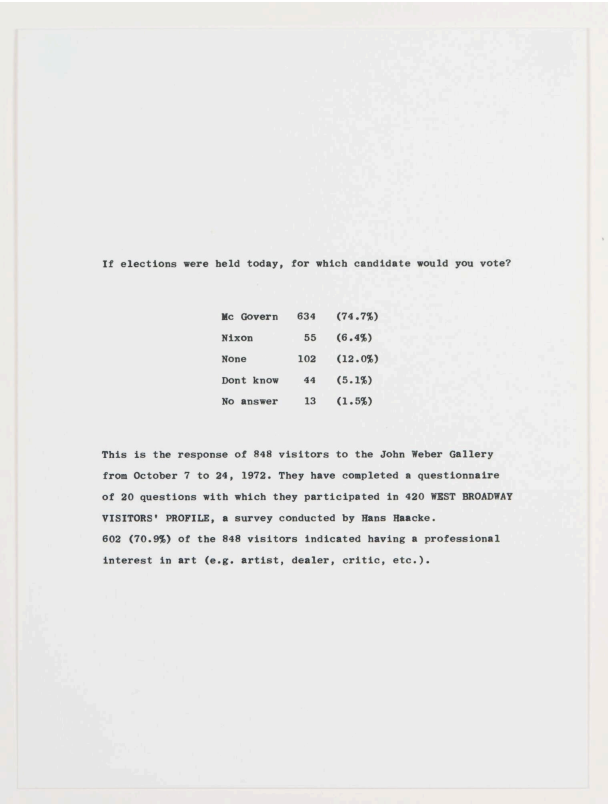 If elections were held today, for which candidate would you vote?
Mc Govern 634 (74.7%)
Nixon 55 (6.4%)
None 102 (12.0%)
Dont know 44 (5.1%)
No answer 13 (1.5%)
This is the response of 848 visitors to the John Weber Gallery
from October 7 to 24, 1972. They have completed a questionnaire
of 20 questions with which they participated in 420 WEST BROADWAY
VISITORS' PROFILE, a survey conducted by Hans Haacke.
602 (70.9%) of the 848 visitors indicated having a professional
interest in art (e.g. artist, dealer, critic, etc.).